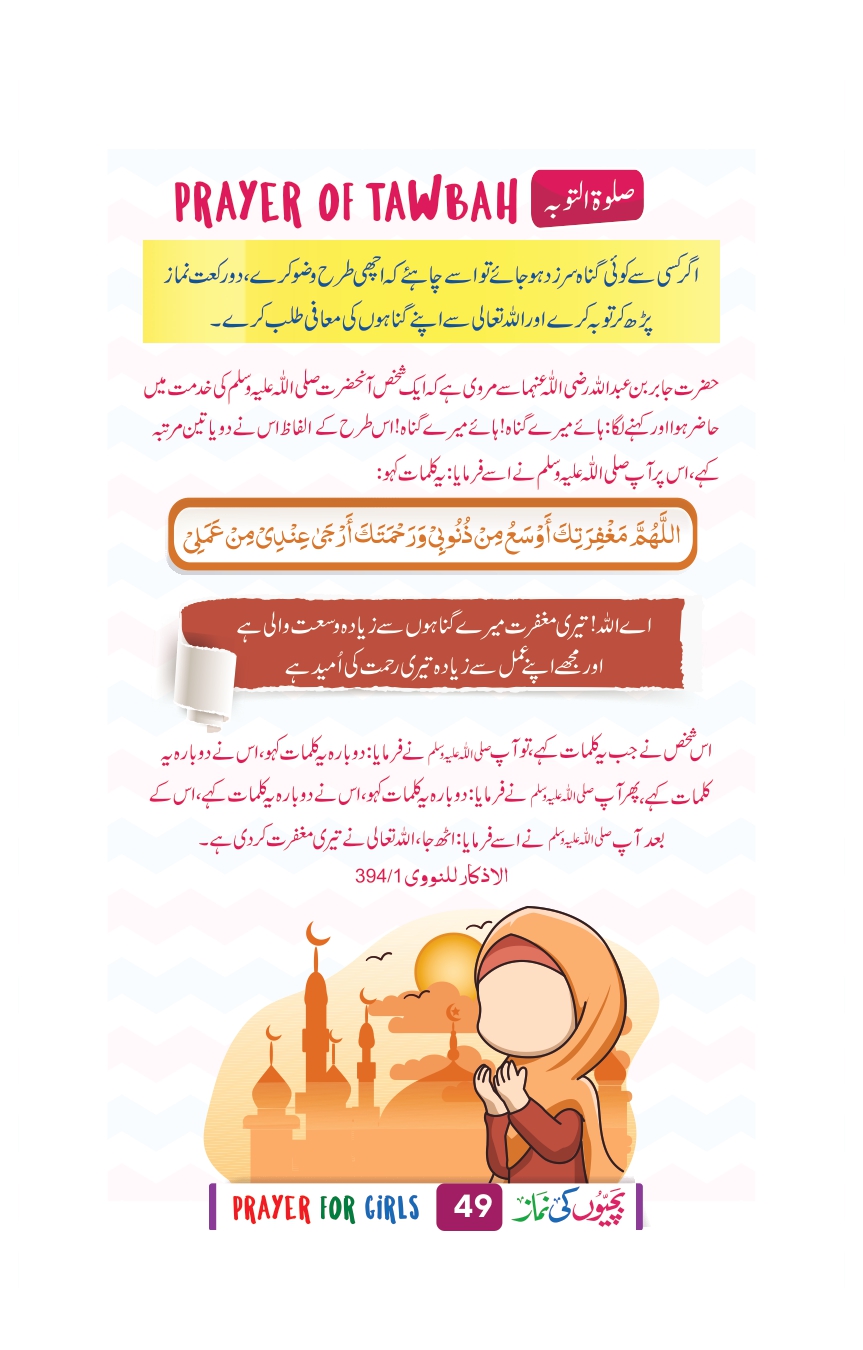 PRAYER OF TAWBAH صلوۃ التوبہ
اگر کسی سے کوئی گناہ سرزد ہو جائے تو اسے چاہئے کہ اچھی طرح وضو کرے، دو رکعت نماز
پڑھ کر توبہ کرے اور اللہ تعالی سے اپنے گناہوں کی معافی طلب کرے۔
حضرت جابر بن عبد اللہ رضی اللہ عنہما سے مروی ہے کہ ایک شخص آنحضرت صلی اللہ علیہ وسلم کی خدمت میں
حاضر ہوا اور کہنے لگا: ہائے میرے گناہ! ہائے میرے گناہ! اس طرح کے الفاظ اس نے دو یا تین مرتبہ
کہے، اس پر آپ صلی اللہ علیہ وسلم نے اسے فرمایا: یہ کلمات کہو:
اللَّهُمَّ مَغْفِرَتِكَ أَوْسَعُ مِنْ ذُنُوبِيْ وَرَحْمَتَكَ أَرْجَىٰ عِنْدِيْ مِنْ عَمَلِيْ
اے اللہ! تیری مغفرت میرے گناہوں سے زیادہ وسعت والی ہے
اور مجھے اپنے عمل سے زیادہ تیری رحمت کی اُمید ہے
اس شخص نے جب یہ کلمات کہے، تو آپ صلی اللہ علیہ وسلم نے فرمایا: دوبارہ یہ کلمات کہو، اس نے دوبارہ یہ
کلمات کہے، پھر آپ صلی اللہ علیہ وسلم نے فرمایا: دوبارہ یہ کلمات کہو، اس نے دوبارہ یہ کلمات کہے، اس کے
بعد آپ صلی اللہ علیہ وسلم نے اسے فرمایا: اٹھ جا، اللہ تعالی نے تیری مغفرت کر دی ہے۔
الاذکار للنووی 394/1
PRAYER FOR GIRLS 49 بچیّوں کی نماز